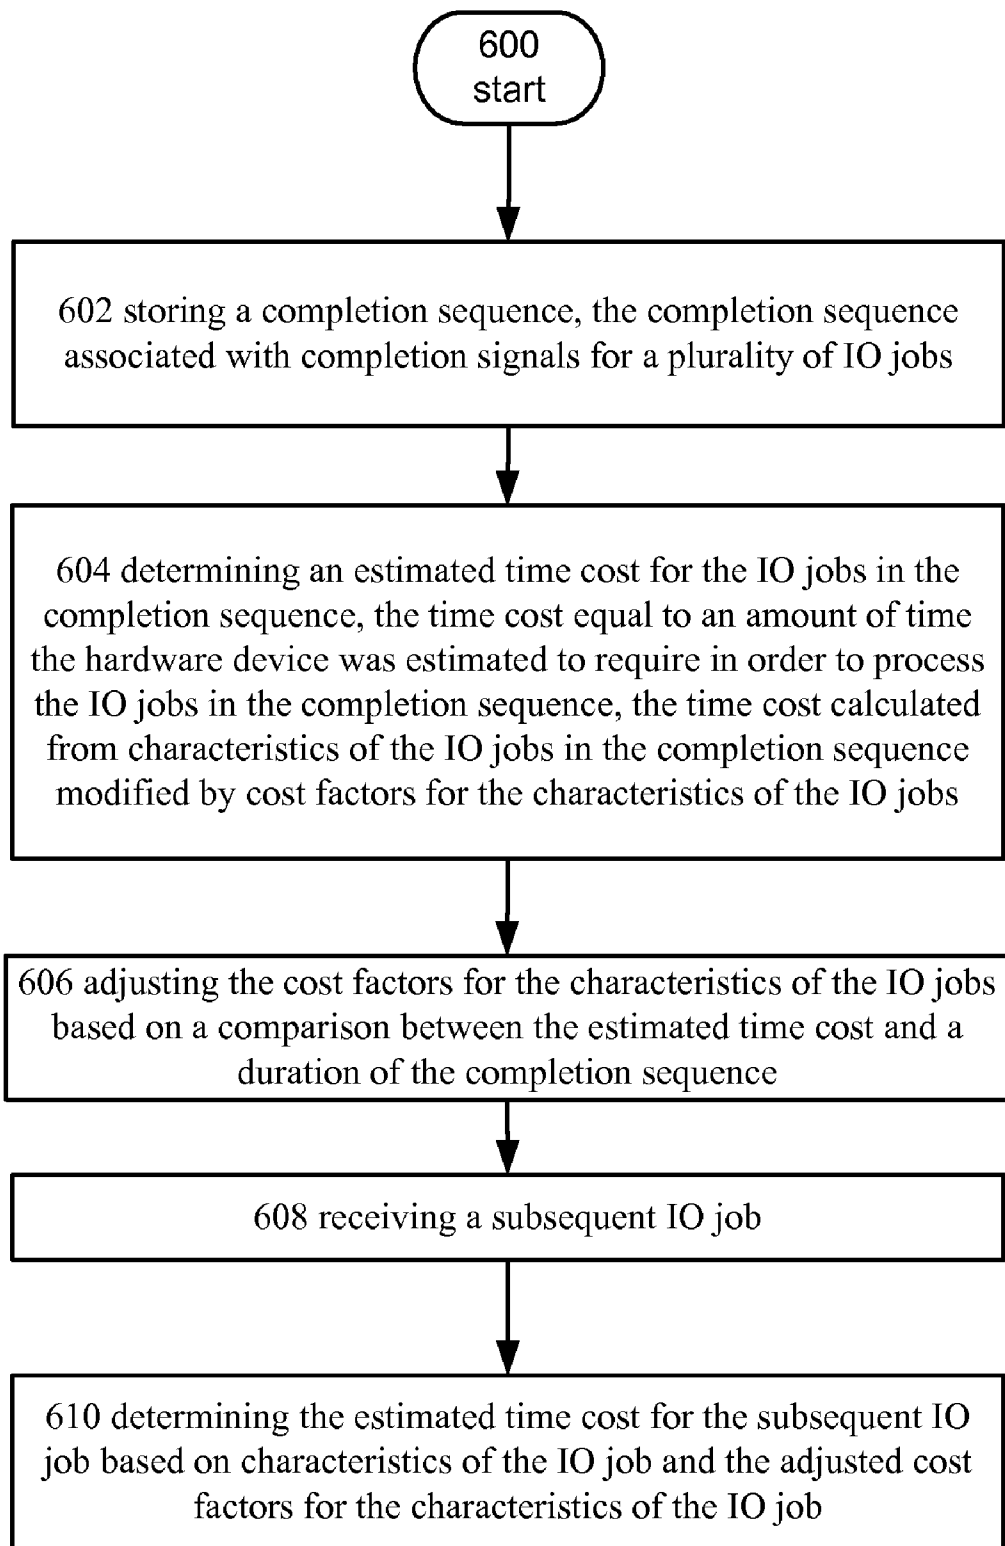 600
start
602 storing a completion sequence, the completion sequence
associated with completion signals for a plurality of IO jobs
604 determining an estimated time cost for the IO jobs in the
completion sequence, the time cost equal to an amount of time
the hardware device was estimated to require in order to process
the IO jobs in the completion sequence, the time cost calculated
from characteristics of the IO jobs in the completion sequence
modified by cost factors for the characteristics of the IO jobs
606 adjusting the cost factors for the characteristics of the IO jobs
based on a comparison between the estimated time cost and a
duration of the completion sequence
608 receiving a subsequent IO job
610 determining the estimated time cost for the subsequent IO
job based on characteristics of the IO job and the adjusted cost
factors for the characteristics of the IO job